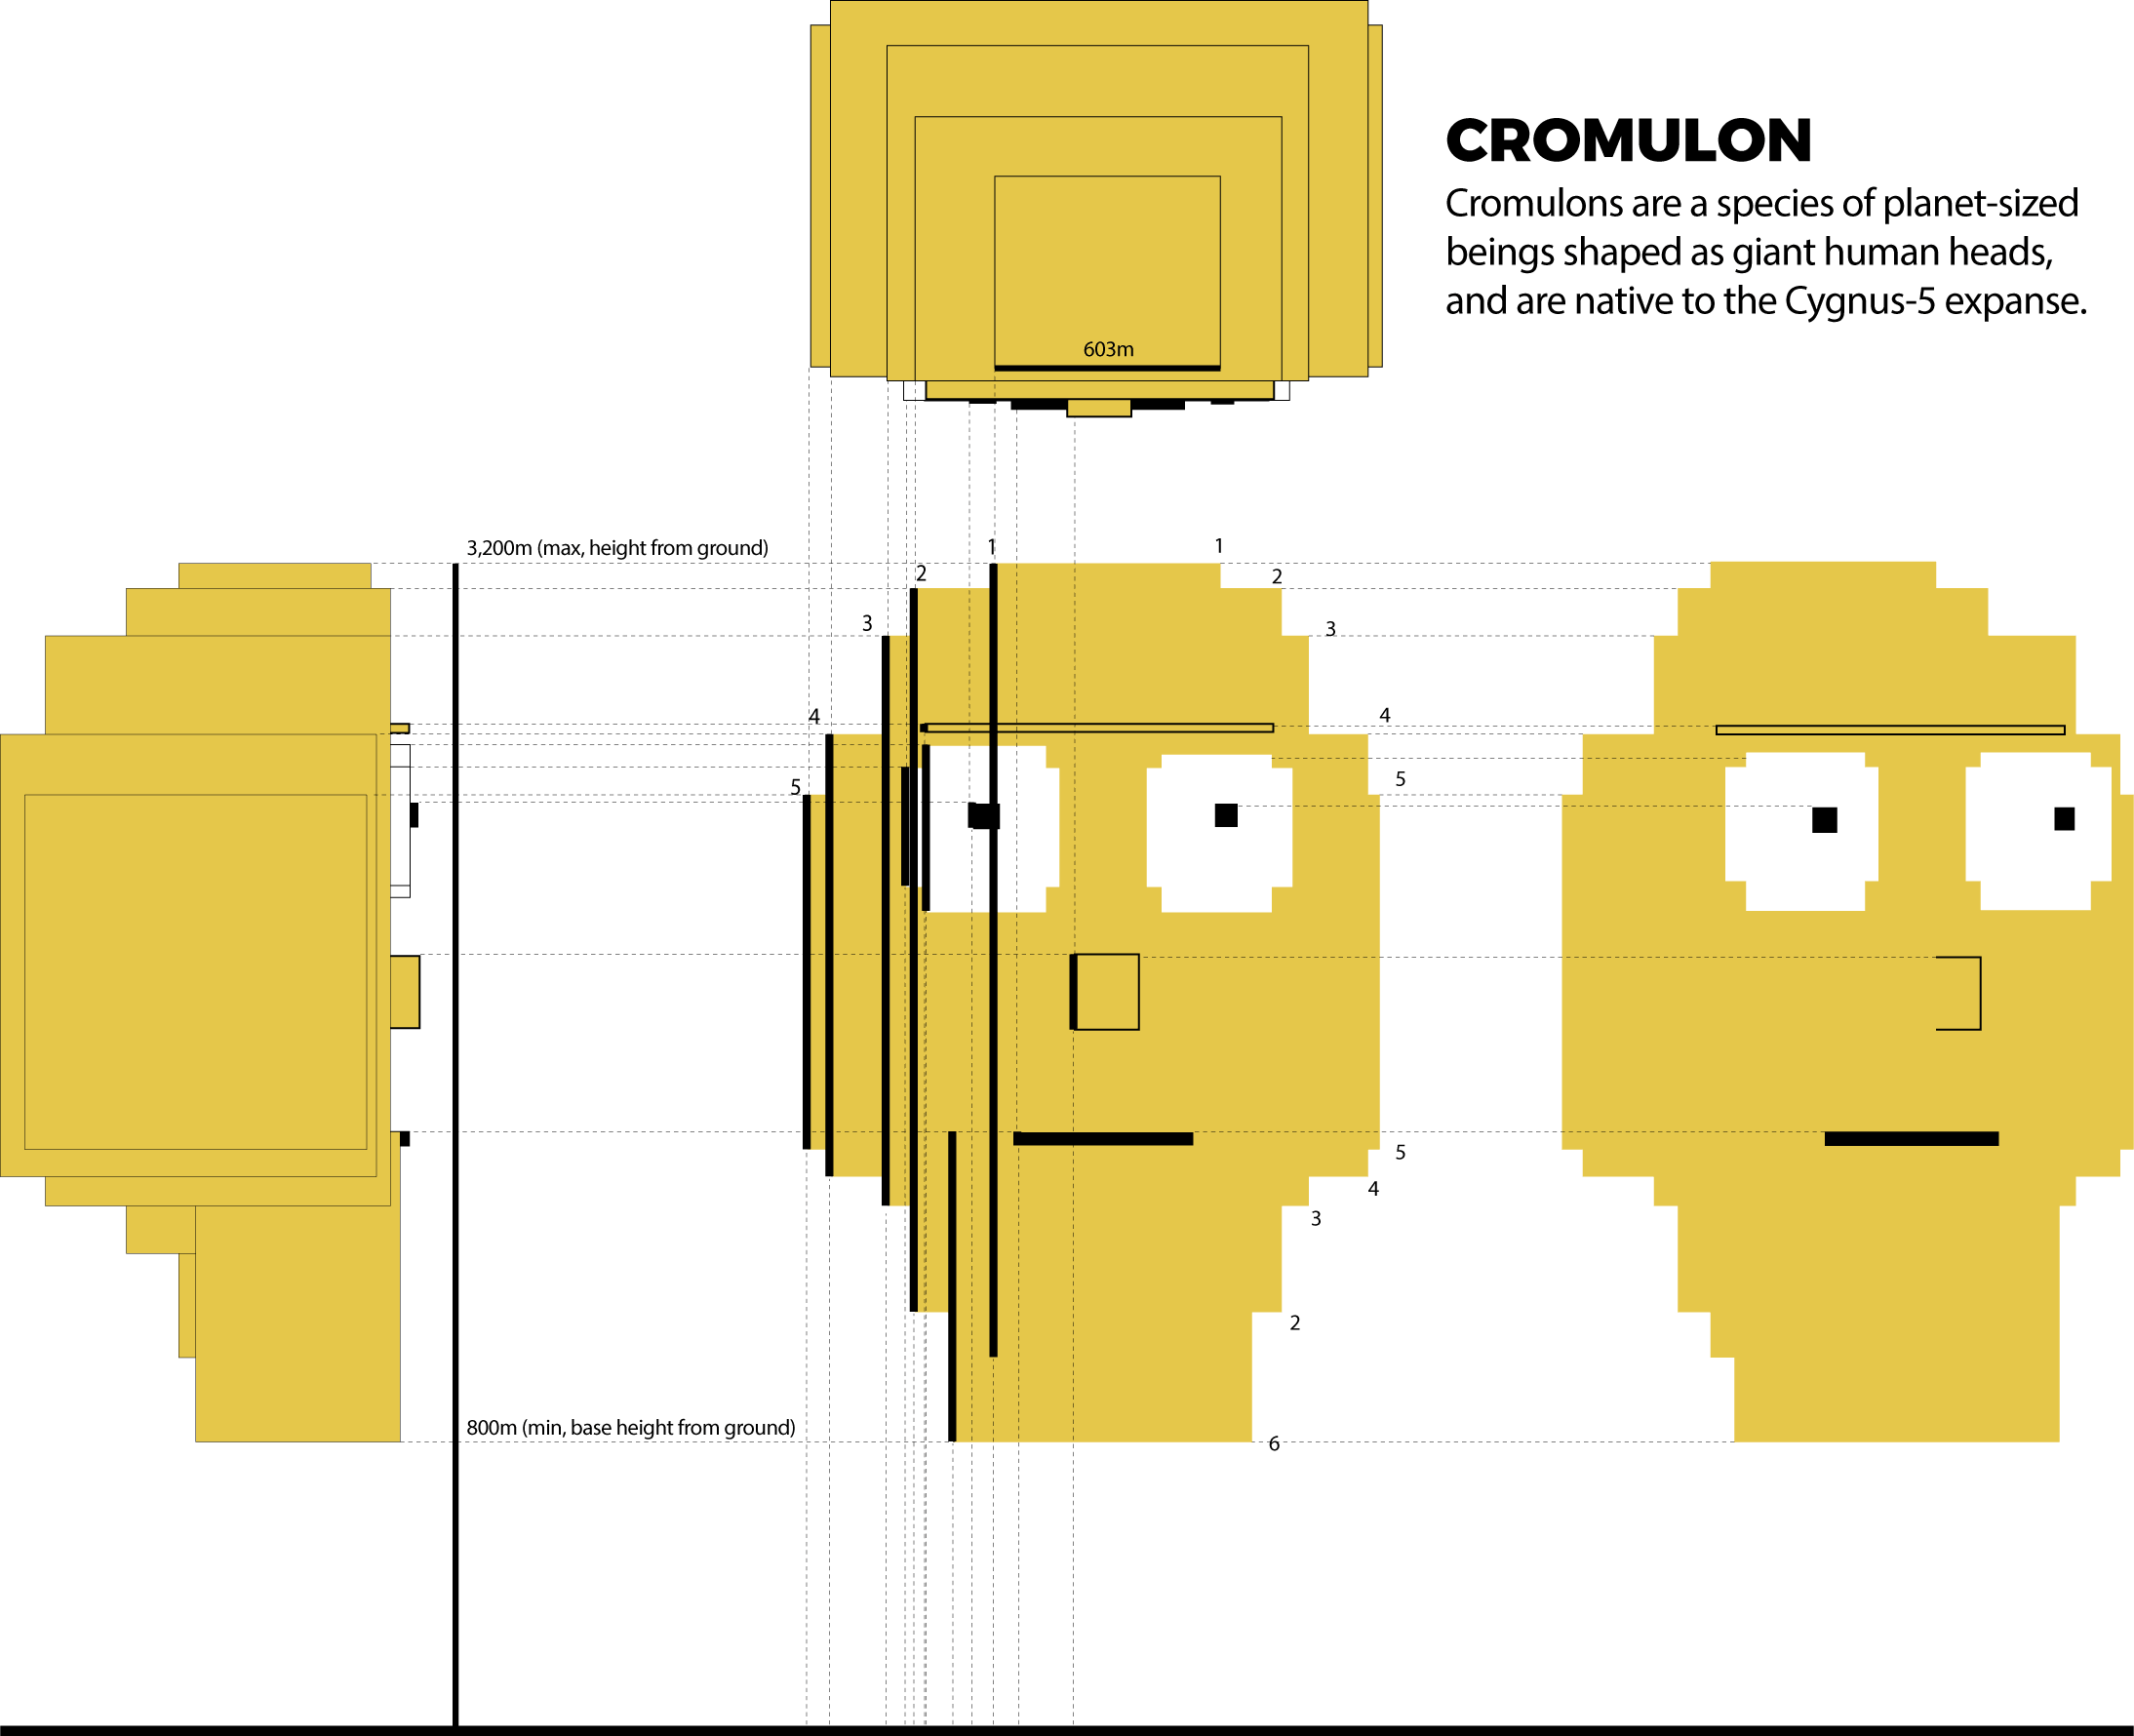 CROMULON
Cromulons are a species of planet-sized
beings shaped as giant human heads,
and are native to the Cygnus-5 expanse.
603m
3,200m (max, height from ground)
1
1
2
2
3
3
4
4
5
5
5
4
3
2
800m (min, base height from ground)
6